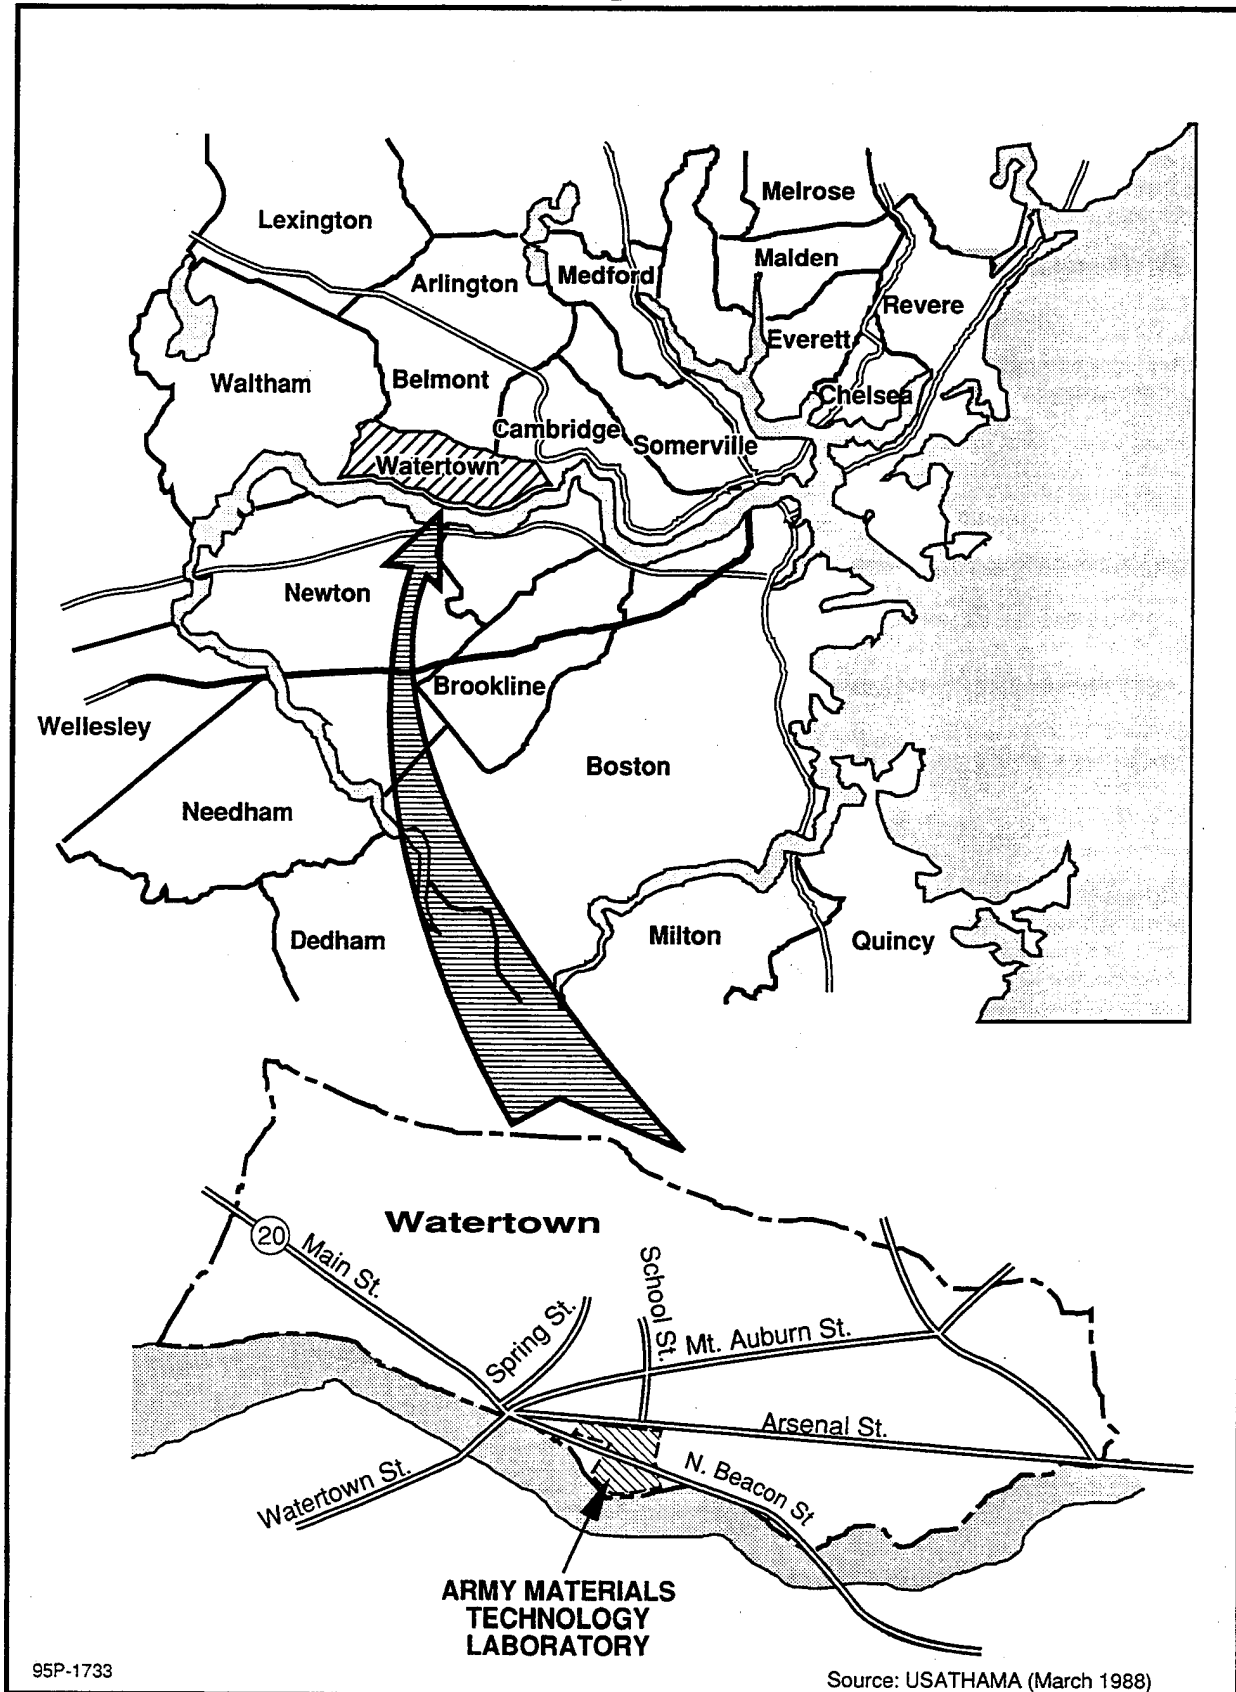 Melrose
Lexington
Malden
Medford
Arlington
Revere
Everett
Belmont
Waltham
Chelsea
Cambridge
Somerville
Watertown
Newton
Brookline
Wellesley
Boston
Needham
Milton
Dedham
Quincy
Watertown
20
Main St.
School St.
Spring St.
Mt. Auburn St.
Arsenal St.
N. Beacon St
Watertown St.
ARMY MATERIALS
TECHNOLOGY
LABORATORY
95P-1733
Source: USATHAMA (March 1988)